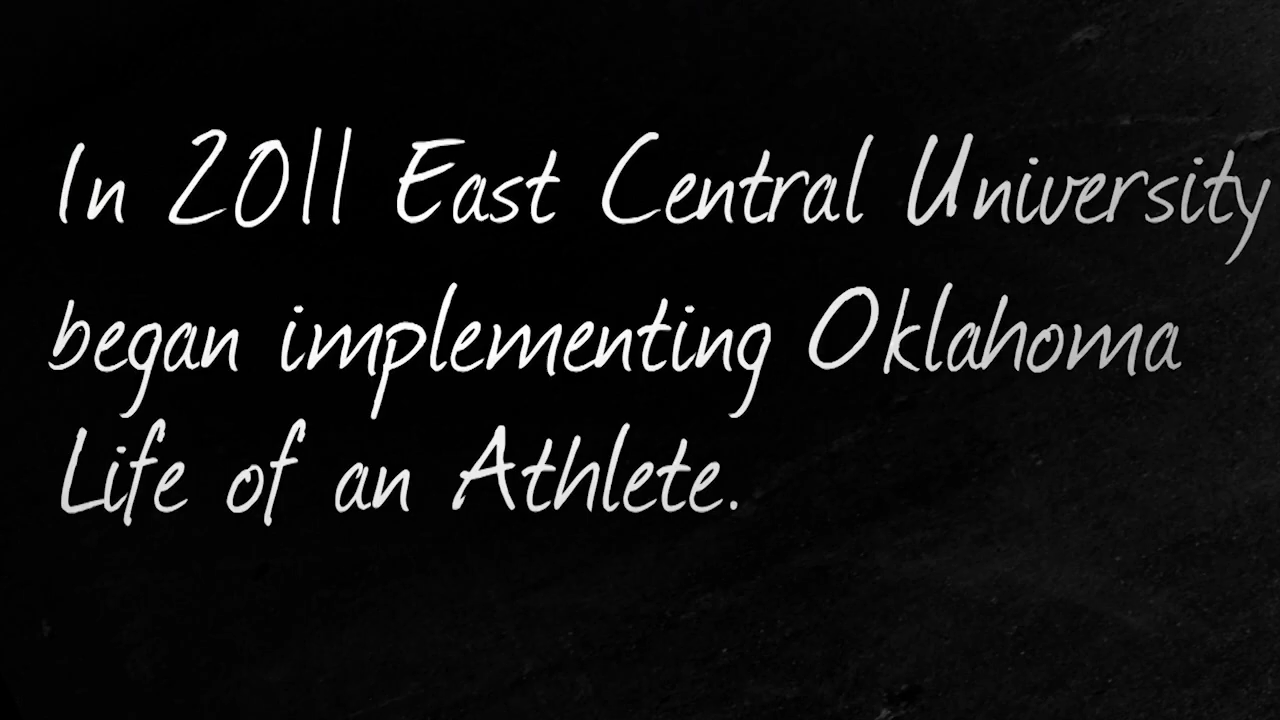 In 2011 East Central University
began implementing Oklahoma
Life of an Athlete.